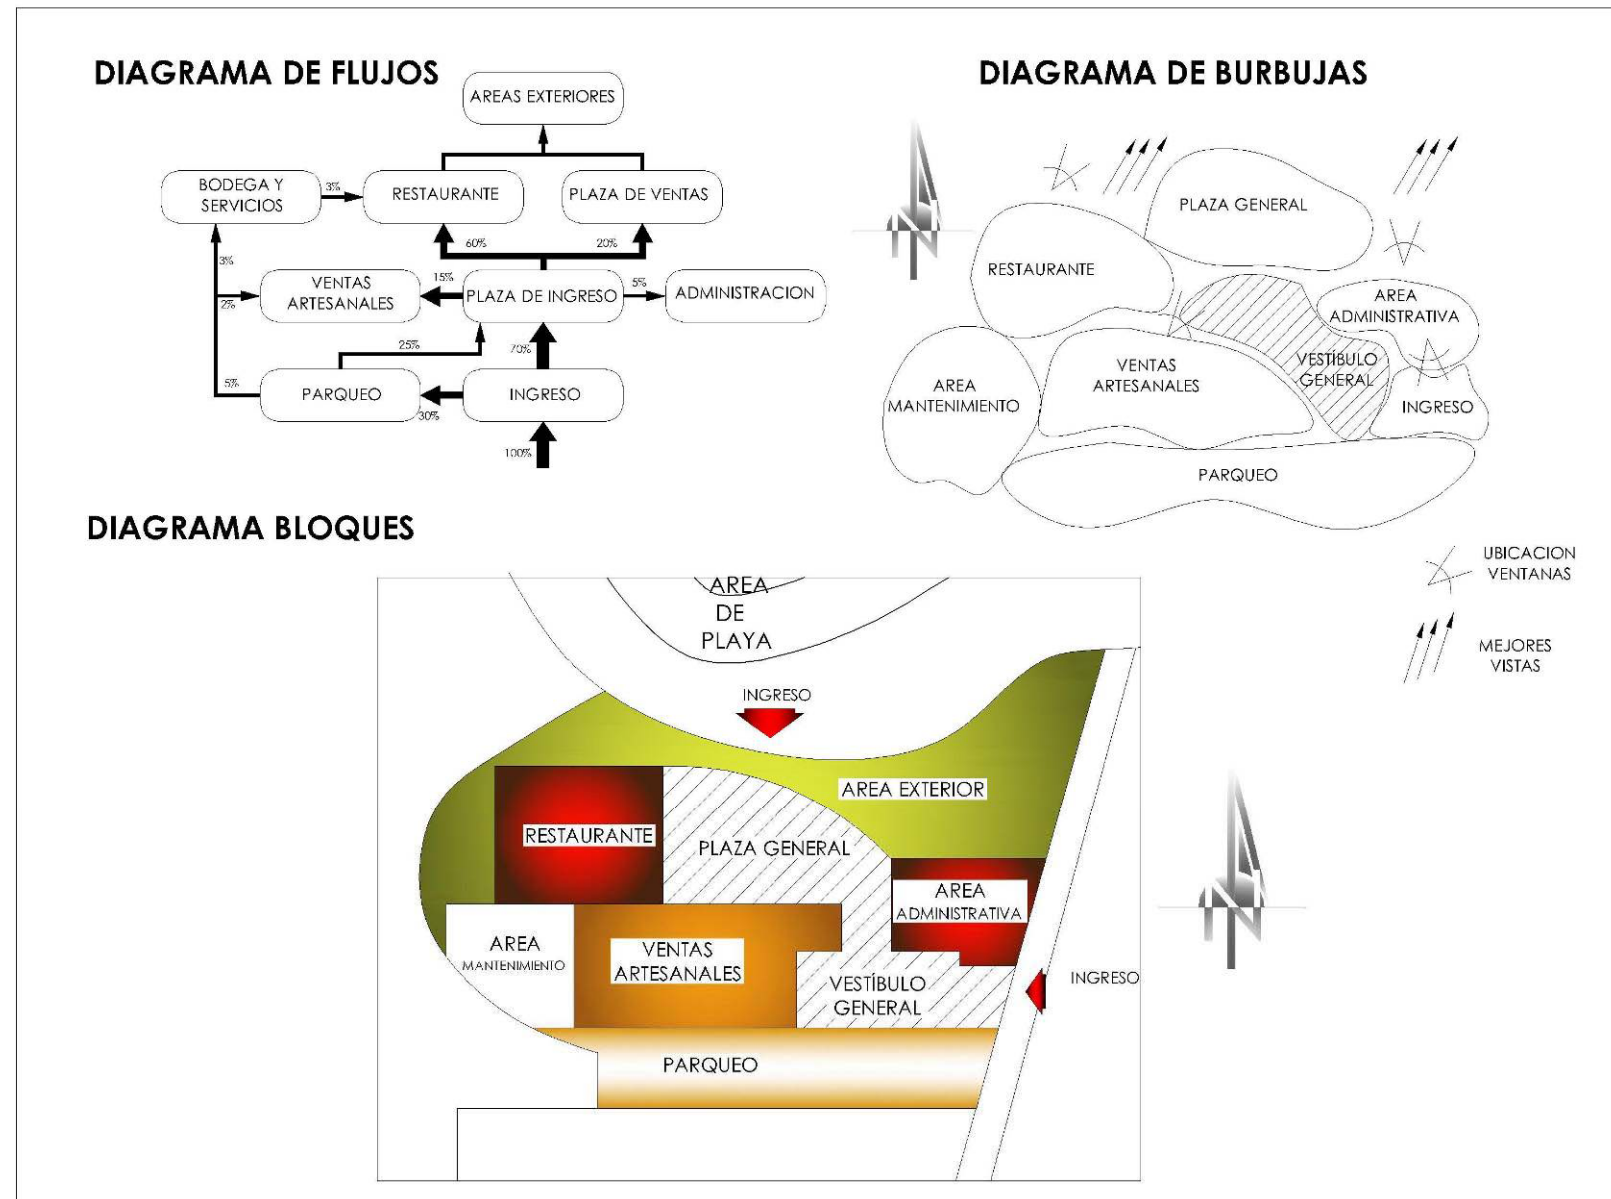 DIAGRAMA DE FLUJOS
AREAS EXTERIORES
BODEGA Y
SERVICIOS
3%
RESTAURANTE
PLAZA DE VENTAS
60%
20%
3%
2%
VENTAS
ARTESANALES
15%
PLAZA DE INGRESO
5%
ADMINISTRACION
25%
70%
5%
PARQUEO
30%
INGRESO
100%
DIAGRAMA DE BURBUJAS
PLAZA GENERAL
RESTAURANTE
AREA
ADMINISTRATIVA
VENTAS
ARTESANALES
VESTÍBULO
GENERAL
AREA
MANTENIMIENTO
INGRESO
PARQUEO
UBICACION
VENTANAS
MEJORES
VISTAS
N
DIAGRAMA BLOQUES
AREA
DE
PLAYA
INGRESO
AREA EXTERIOR
RESTAURANTE
PLAZA GENERAL
AREA
ADMINISTRATIVA
AREA
MANTENIMIENTO
VENTAS
ARTESANALES
VESTÍBULO
GENERAL
INGRESO
PARQUEO
N